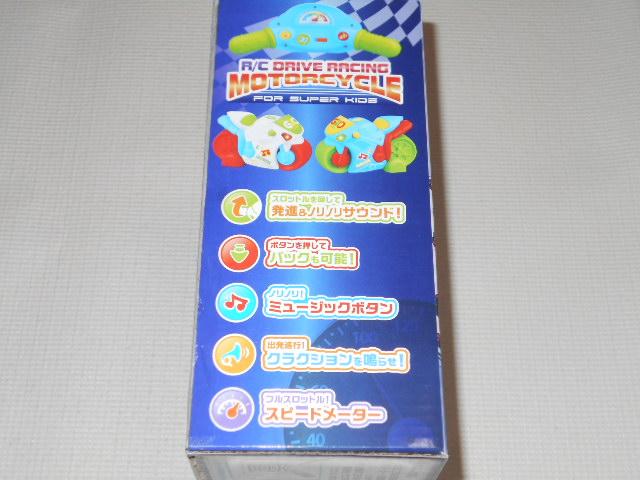 R/C DRIVE RACING
MOTORCYCLE
FOR SUPER KIDS
スロットルを回して
発進&ノリノリサウンド!
ボタンを押して
バックも可能!
ノリノリ!
ミュージックボタン
出発進行!
クラクションを鳴らせ!
フルスロットル!
スピードメーター
40